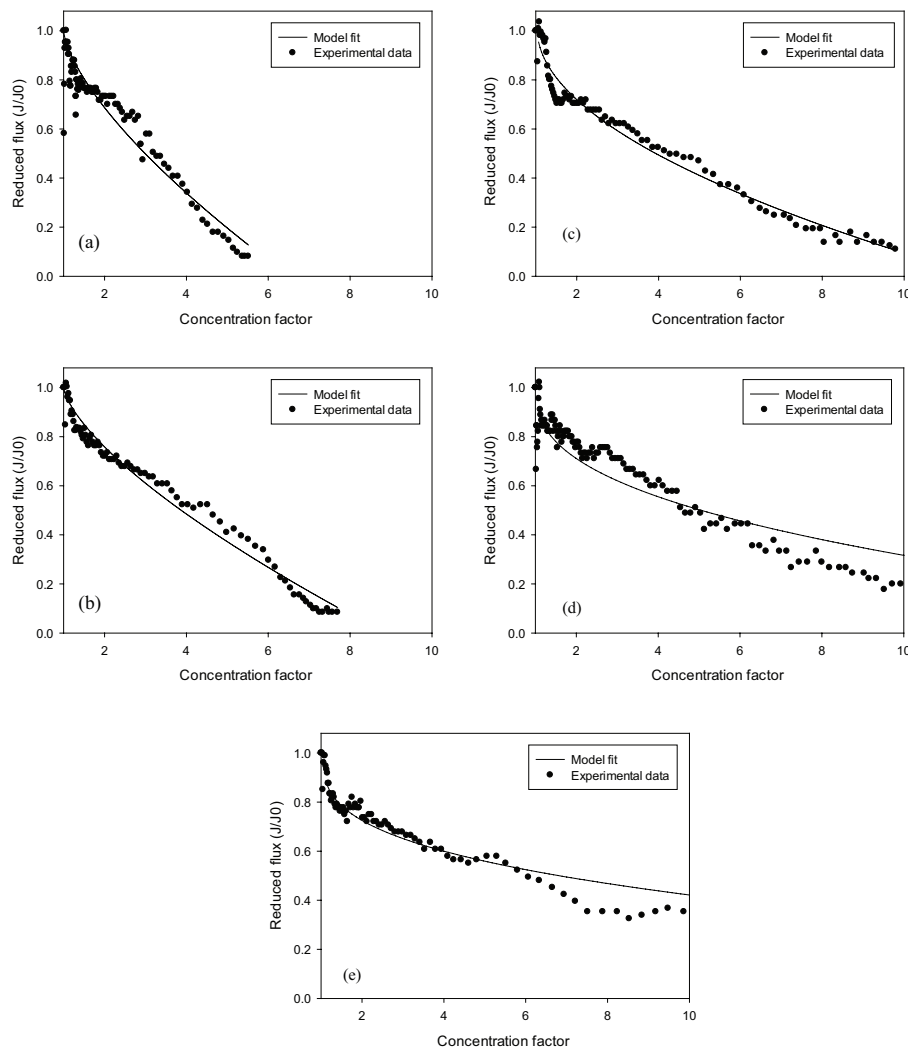 1.0
0.8
0.6
0.4
0.2
0.0
Reduced flux (J/J0)
Model fit
Experimental data
(a)
2 4 6 8 10
Concentration factor
1.0
0.8
0.6
0.4
0.2
0.0
Reduced flux (J/J0)
Model fit
Experimental data
(c)
2 4 6 8 10
Concentration factor
1.0
0.8
0.6
0.4
0.2
0.0
Reduced flux (J/J0)
Model fit
Experimental data
(b)
2 4 6 8 10
Concentration factor
1.0
0.8
0.6
0.4
0.2
0.0
Reduced flux (J/J0)
Model fit
Experimental data
(d)
2 4 6 8 10
Concentration factor
1.0
0.8
0.6
0.4
0.2
0.0
Reduced flux (J/J0)
Model fit
Experimental data
(e)
2 4 6 8 10
Concentration factor